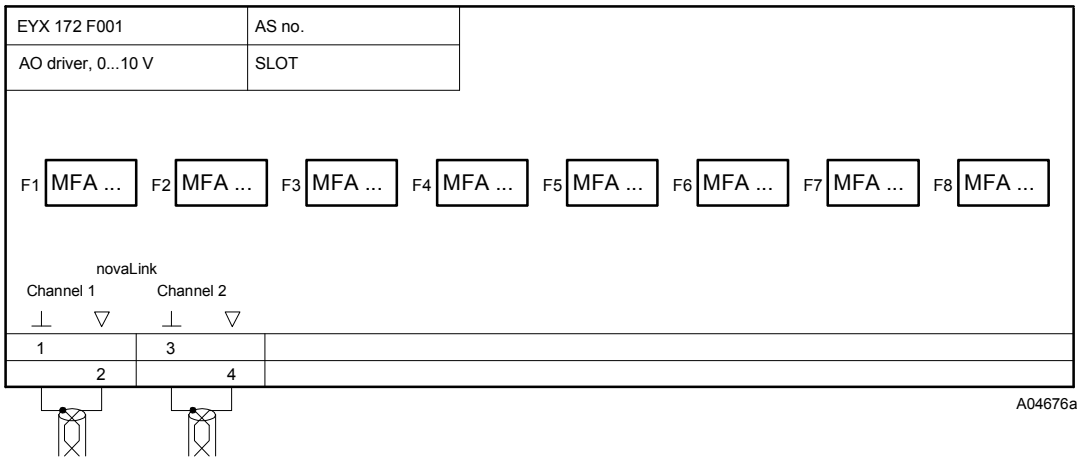 EYX 172 F001 AS no.
AO driver, 0...10 V SLOT
F1 MFA ... F2 MFA ... F3 MFA ... F4 MFA ... F5 MFA ... F6 MFA ... F7 MFA ... F8 MFA ...
novaLink
Channel 1 Channel 2
1 3
2 4
A04676a